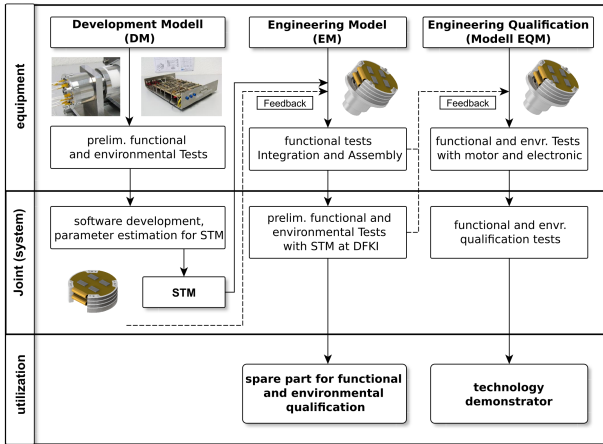 Development Modell
(DM)
Engineering Model
(EM)
Engineering Qualification
(Modell EQM)
equipment
Feedback
Feedback
prelim. functional
and environmental Tests
functional tests
Integration and Assembly
functional and envr. Tests
with motor and electronic
Joint (system)
software development,
parameter estimation for STM
prelim. functional and
environmental Tests
with STM at DFKI
functional and envr.
qualification tests
STM
utilization
spare part for functional
and environmental
qualification
technology
demonstrator